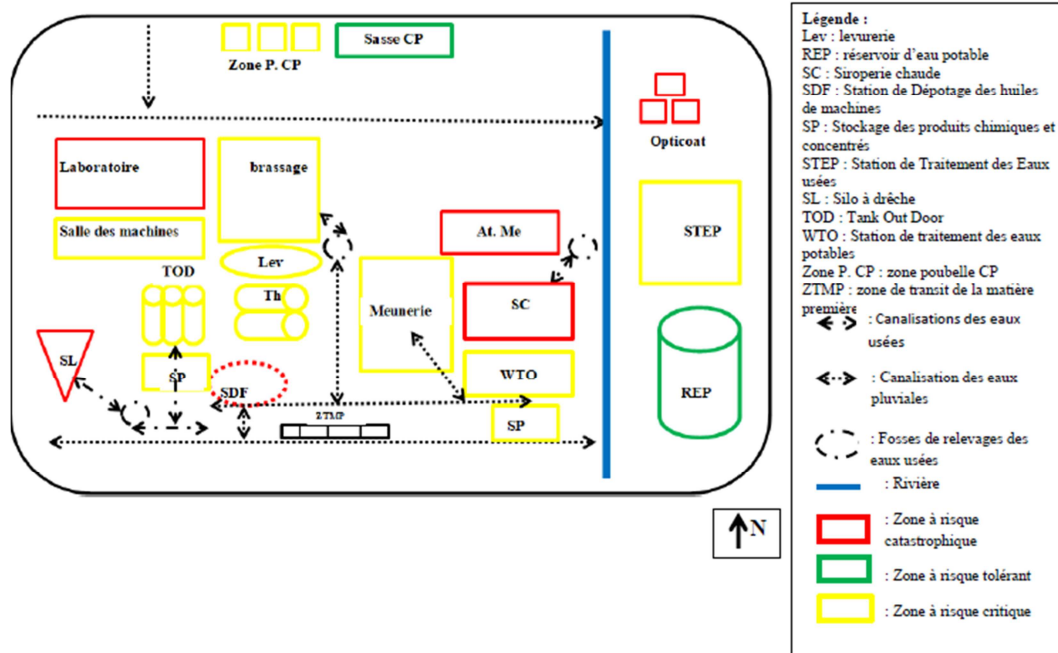 Sasse CP
Zone P. CP
Opticoat
Laboratoire
brassage
Salle des machines
At. Me
STEP
Lev
TOD
Th
Meunerie
SC
SL
SP
SDF
WTO
REP
ZTMP
SP
N
Légende :
Lev : levurerie
REP : réservoir d'eau potable
SC : Siroperie chaude
SDF : Station de Dépotage des huiles
de machines
SP : Stockage des produits chimiques et
concentrés
STEP : Station de Traitement des Eaux
usées
SL : Silo à drêche
TOD : Tank Out Door
WTO : Station de traitement des eaux
potables
Zone P. CP : zone poubelle CP
ZTMP : zone de transit de la matière
première
: Canalisations des eaux
usées
: Canalisation des eaux
pluviales
: Fosses de relevages des
eaux usées
: Rivière
: Zone à risque
catastrophique
: Zone à risque tolérant
: Zone à risque critique